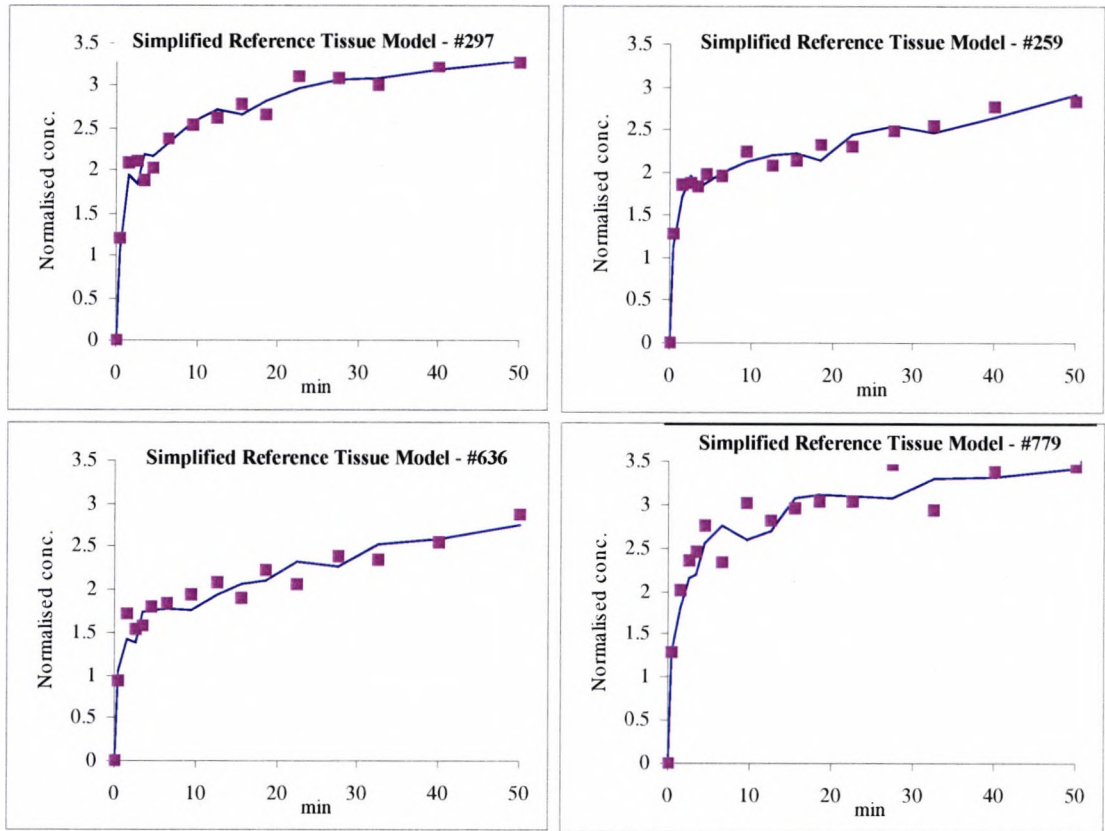 Simplified Reference Tissue Model - #297
3.5
3
2.5
2
1.5
1
0.5
0
Normalised conc.
0 10 20 30 40 50
min
Simplified Reference Tissue Model - #259
3.5
3
2.5
2
1.5
1
0.5
0
Normalised conc.
0 10 20 30 40 50
min
Simplified Reference Tissue Model - #636
3.5
3
2.5
2
1.5
1
0.5
0
Normalised conc.
0 10 20 30 40 50
min
Simplified Reference Tissue Model - #779
3.5
3
2.5
2
1.5
1
0.5
0
Normalised conc.
0 10 20 30 40 50
min